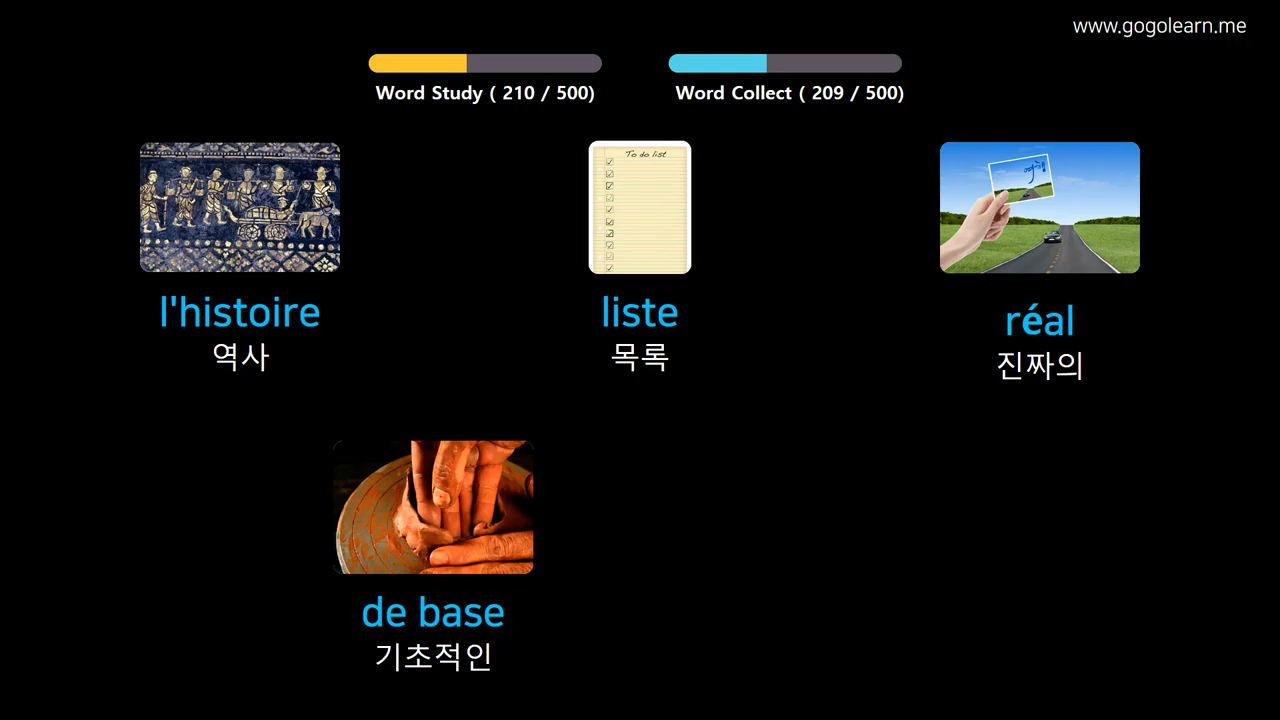 www.gogolearn.me
Word Study ( 210 / 500)
Word Collect ( 209 / 500)
To do list
l'histoire
역사
liste
목록
réal
진짜의
de base
기초적인